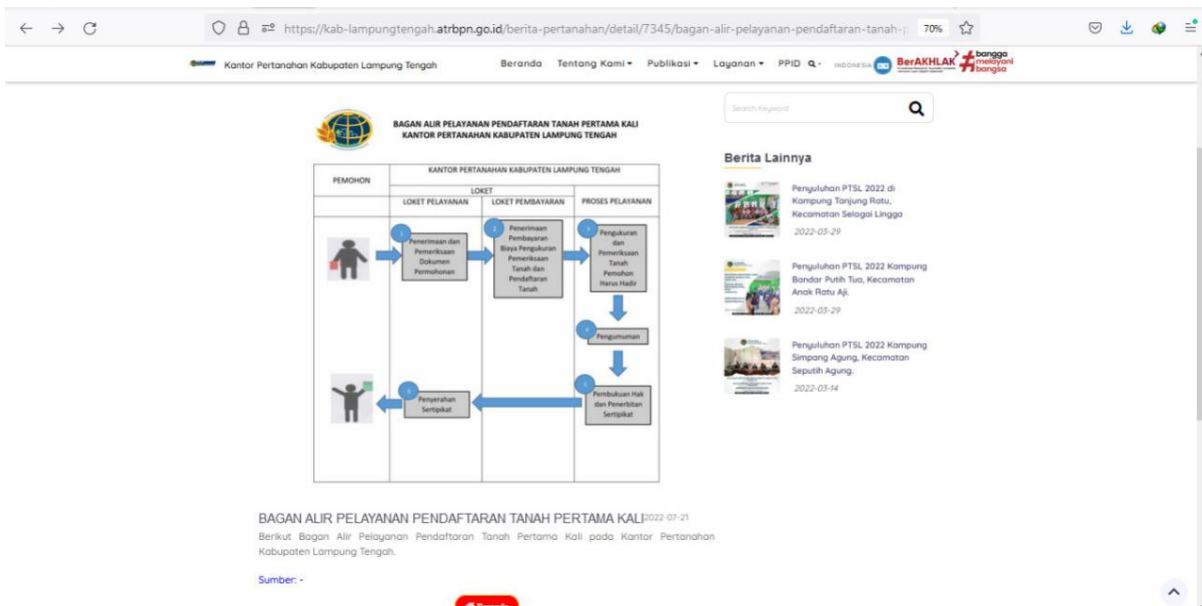 https://kab-lampungtengah.atrbpn.go.id/berita-pertanahan/detail/7345/bagan-alir-pelayanan-pendaftaran-tanah-p
70%
Kantor Pertanahan Kabupaten Lampung Tengah
Beranda Tentang Kami Publikasi Layanan PPID INDONESIA
BerAKHLAK
bangga
melayani
bangsa
BAGAN ALIR PELAYANAN PENDAFTARAN TANAH PERTAMA KALI
KANTOR PERTANAHAN KABUPATEN LAMPUNG TENGAH
PEMOHON
KANTOR PERTANAHAN KABUPATEN LAMPUNG TENGAH
LOKET
LOKET PELAYANAN
LOKET PEMBAYARAN
PROSES PELAYANAN
1
Penerimaan dan
Pemeriksaan
Dokumen
Permohonan
2
Penerimaan
Pembayaran
Biaya Pengukuran
Pemeriksaan
Tanah dan
Pendaftaran
Tanah
Pengukuran
dan
Pemeriksaan
Tanah
Pemohon
Harus Hadir
Pengumuman
Pembukuan Hak
dan Penerbitan
Sertipikat
Penyerahan
Sertipikat
Search Keyword
Berita Lainnya
Penyuluhan PTSL 2022 di
Kampung Tanjung Ratu,
Kecamatan Selagai Lingga
2022-03-29
Penyuluhan PTSL 2022 Kampung
Bandar Putih Tua, Kecamatan
Anak Ratu Aji.
2022-03-29
Penyuluhan PTSL 2022 Kampung
Simpang Agung, Kecamatan
Seputih Agung.
2022-03-14
BAGAN ALIR PELAYANAN PENDAFTARAN TANAH PERTAMA KALI 2022-07-21
Berikut Bagan Alir Pelayanan Pendaftaran Tanah Pertama Kali pada Kantor Pertanahan
Kabupaten Lampung Tengah.
Sumber: -